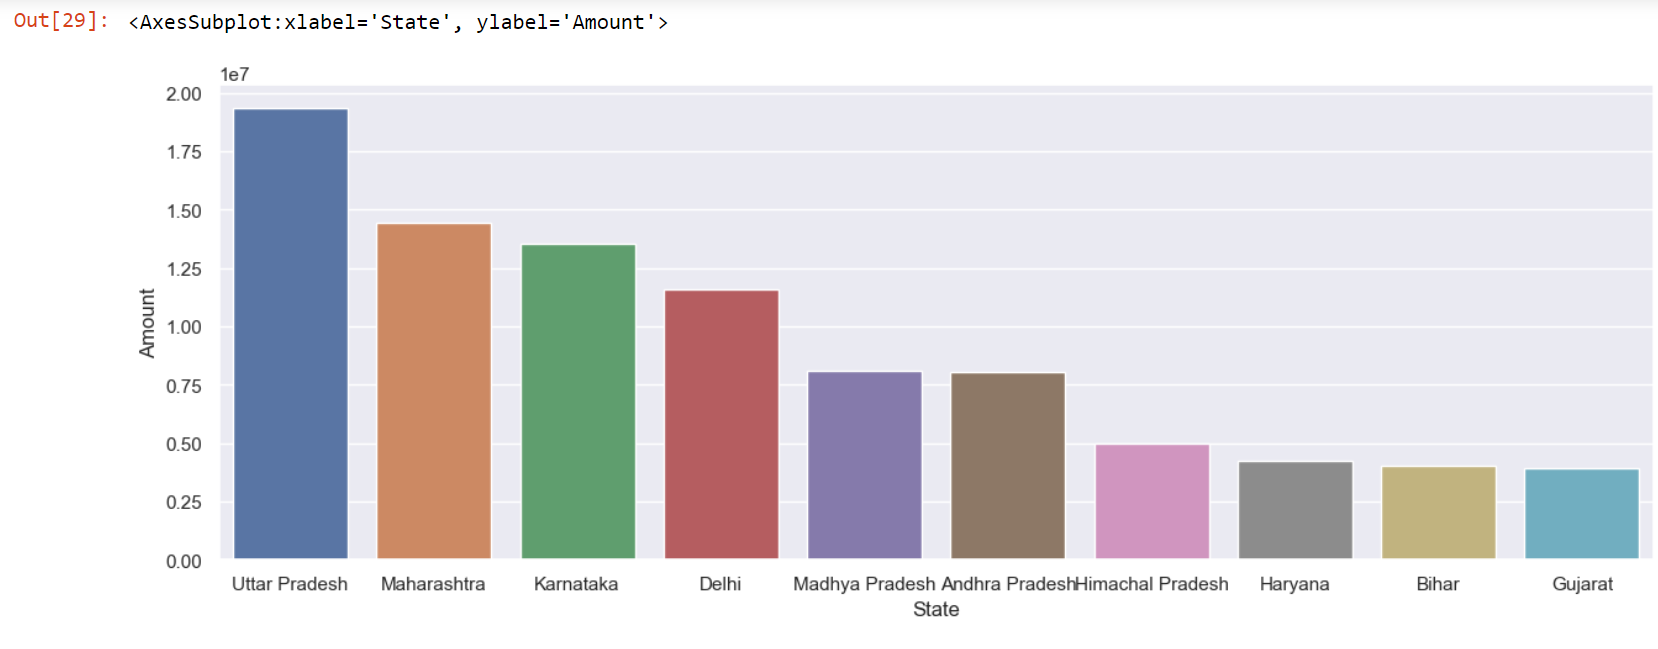 Out[29]: <AxesSubplot:xlabel='State', ylabel='Amount'>
1e7
2.00
1.75
1.50
1.25
1.00
0.75
0.50
0.25
0.00
Amount
Uttar Pradesh Maharashtra Karnataka Delhi Madhya Pradesh Andhra Pradesh Himachal Pradesh Haryana Bihar Gujarat
State